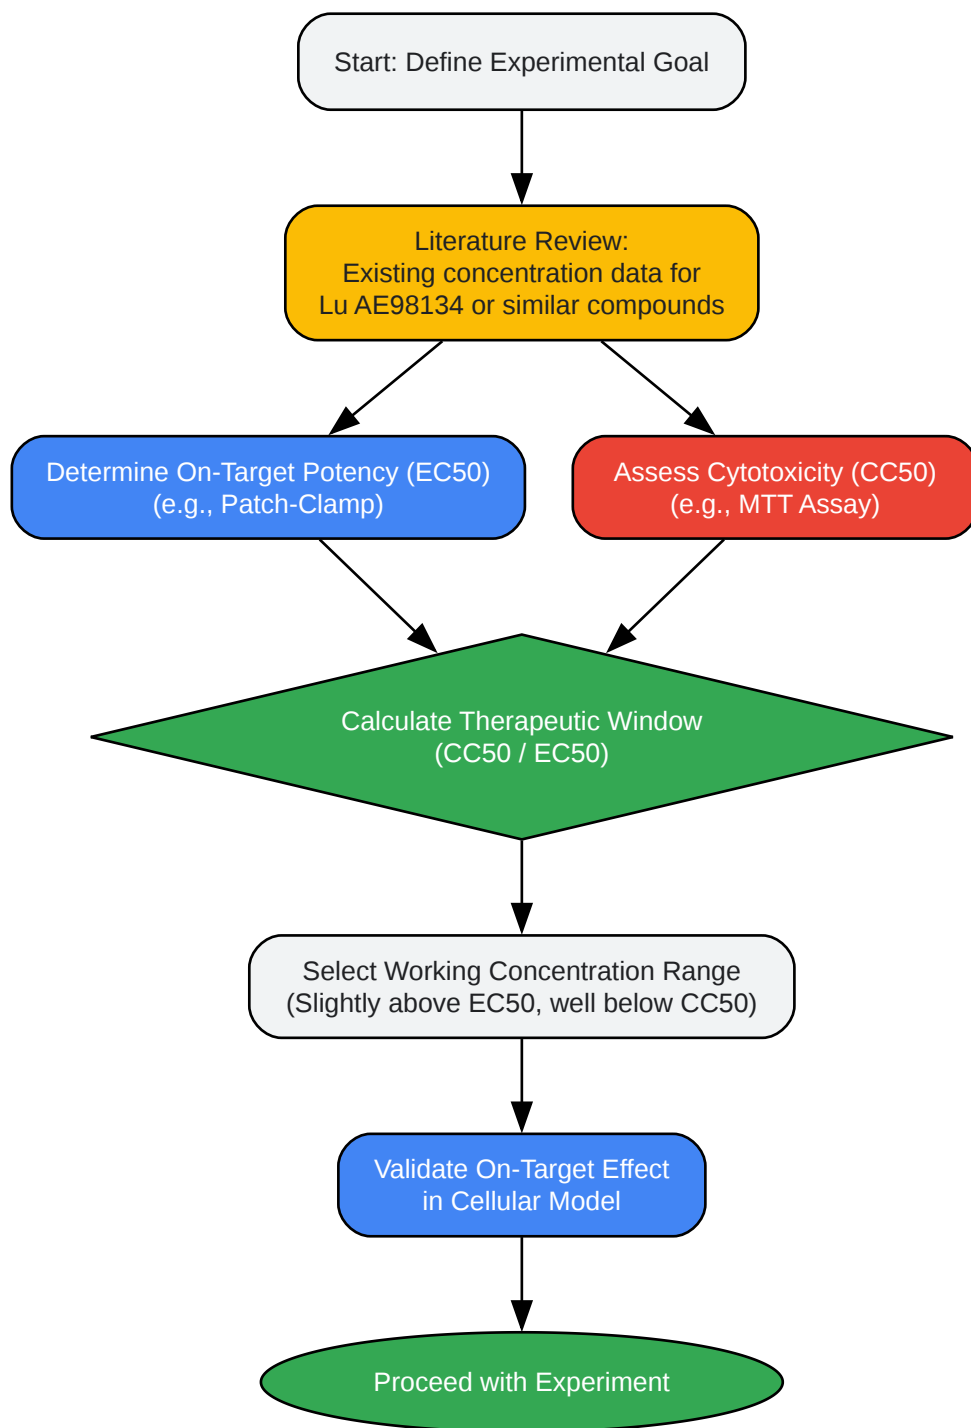 Start: Define Experimental Goal
Literature Review:
Existing concentration data for
Lu AE98134 or similar compounds
Determine On-Target Potency (EC50)
(e.g., Patch-Clamp)
Assess Cytotoxicity (CC50)
(e.g., MTT Assay)
Calculate Therapeutic Window
(CC50 / EC50)
Select Working Concentration Range
(Slightly above EC50, well below CC50)
Validate On-Target Effect
in Cellular Model
Proceed with Experiment